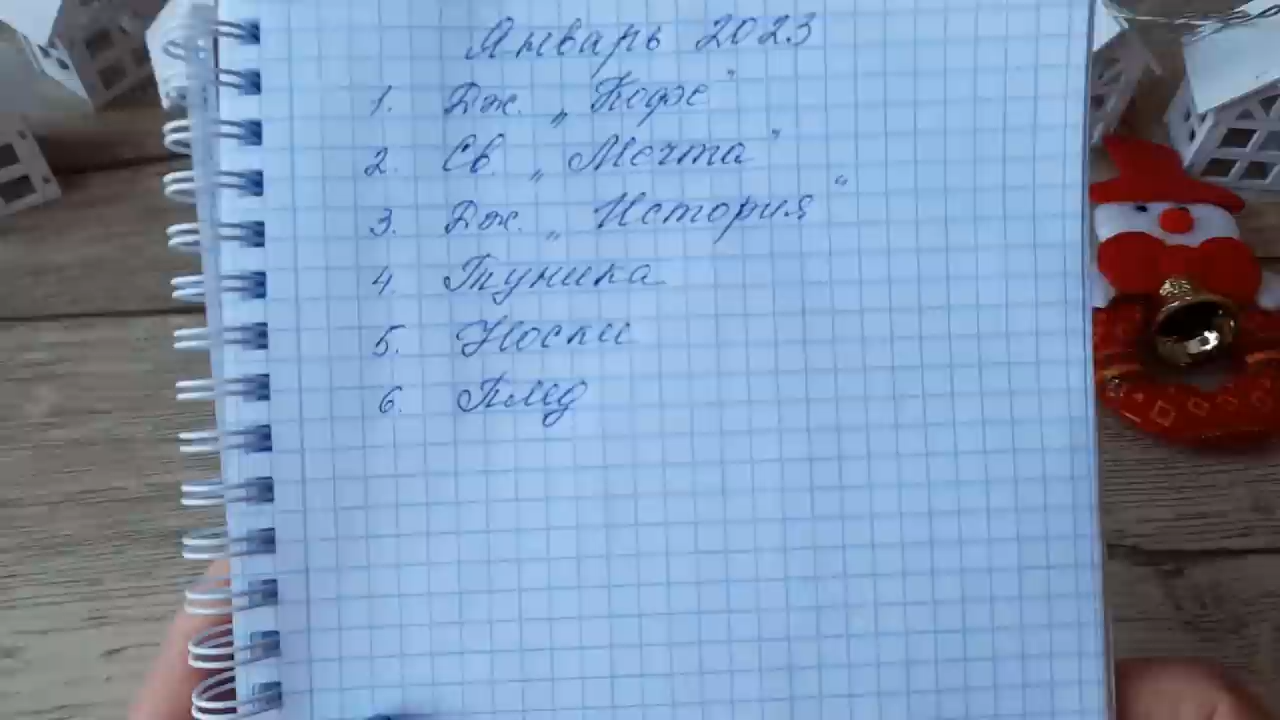 Январь 2023
1. Дж. „Кофе"
2. Св. „Мечта"
3. Дж. „История"
4. Туника
5. Носки
6. Плед